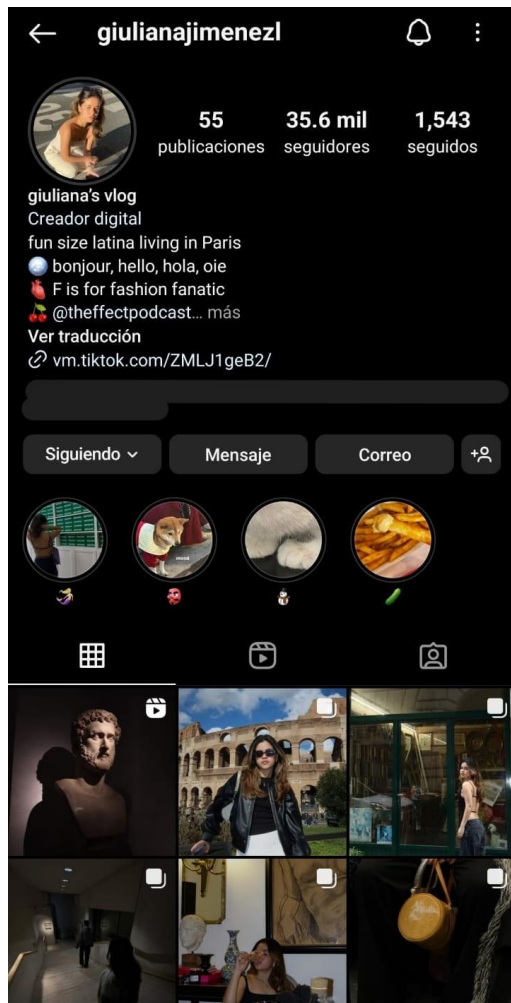 giulianajimenezl
55 35.6 mil 1,543
publicaciones seguidores seguidos
giuliana's vlog
Creador digital
fun size latina living in Paris
bonjour, hello, hola, oie
F is for fashion fanatic
@theffectpodcast... más
Ver traducción
vm.tiktok.com/ZMLJ1geB2/
Siguiendo Mensaje Correo
mood